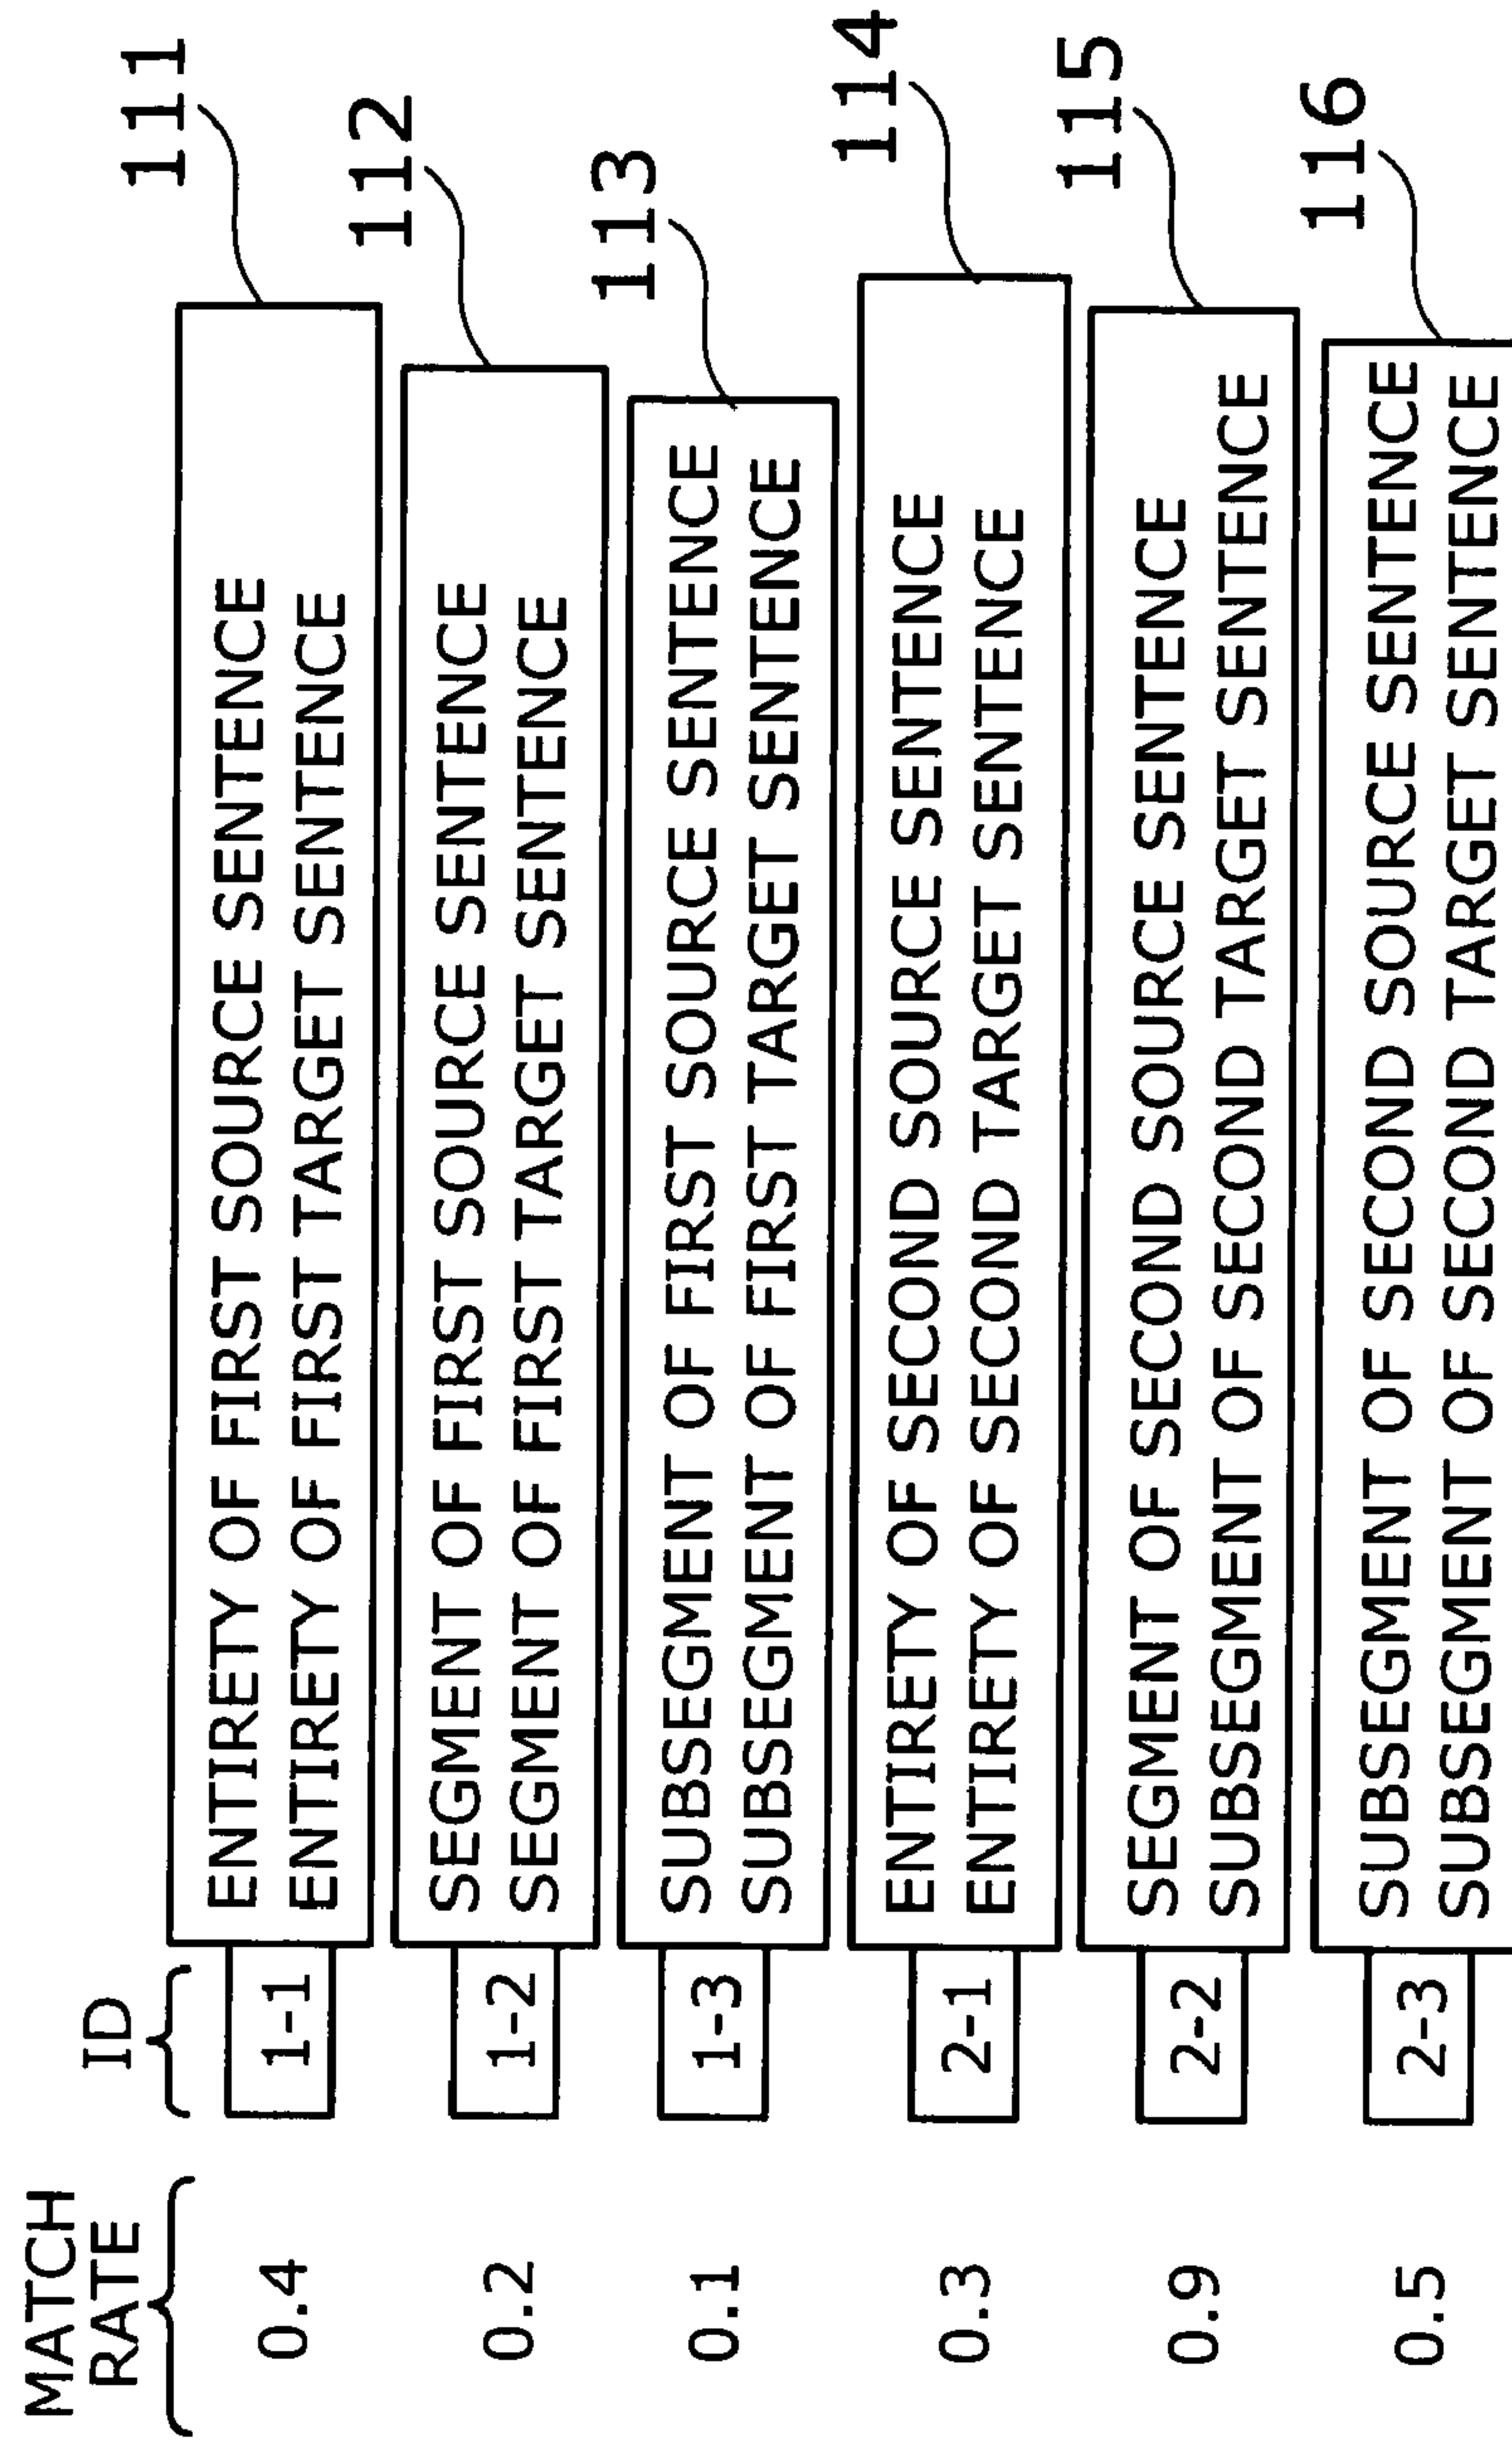 MATCH
RATE
ID
0.4
1-1
ENTIRETY OF FIRST SOURCE SENTENCE
ENTIRETY OF FIRST TARGET SENTENCE
111
0.2
1-2
SEGMENT OF FIRST SOURCE SENTENCE
SEGMENT OF FIRST TARGET SENTENCE
112
0.1
1-3
SUBSEGMENT OF FIRST SOURCE SENTENCE
SUBSEGMENT OF FIRST TARGET SENTENCE
113
0.3
2-1
ENTIRETY OF SECOND SOURCE SENTENCE
ENTIRETY OF SECOND TARGET SENTENCE
114
0.9
2-2
SEGMENT OF SECOND SOURCE SENTENCE
SUBSEGMENT OF SECOND TARGET SENTENCE
115
0.5
2-3
SUBSEGMENT OF SECOND SOURCE SENTENCE
SUBSEGMENT OF SECOND TARGET SENTENCE
116